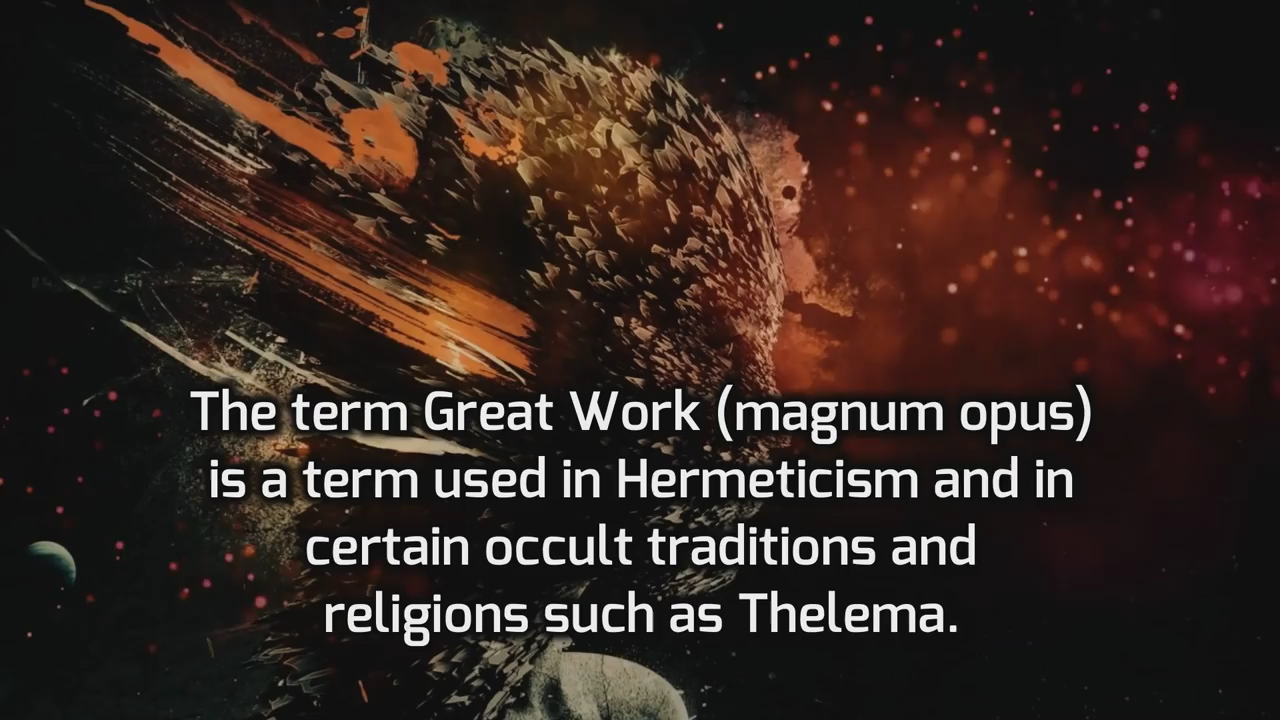 The term Great Work (magnum opus)
is a term used in Hermeticism and in
certain occult traditions and
religions such as Thelema.